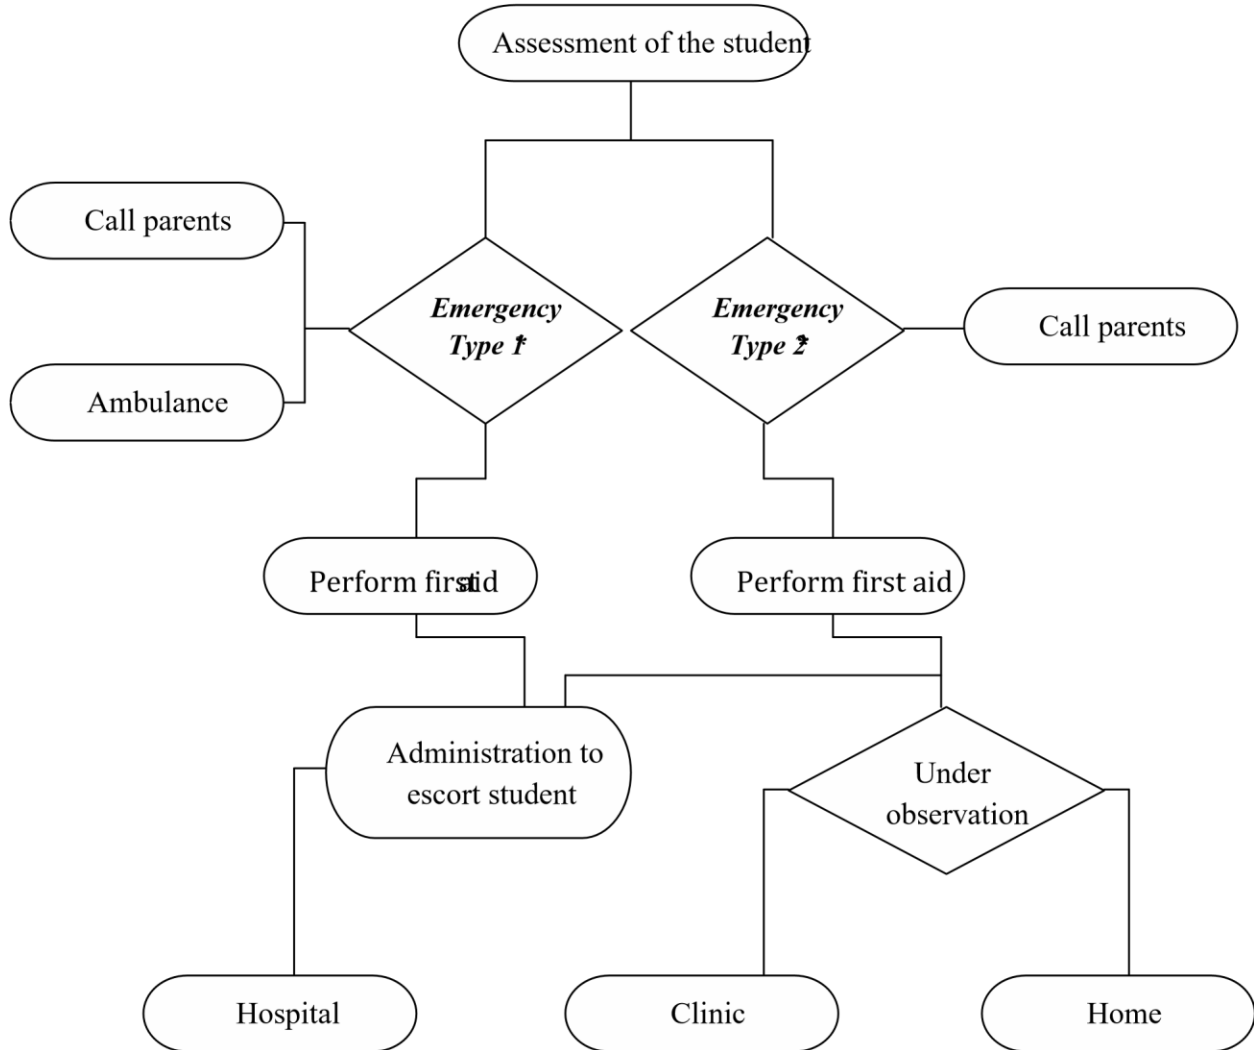 Assessment of the student
Call parents
Ambulance
Emergency
Type 1*
Emergency
Type 2*
Call parents
Perform first aid
Perform first aid
Administration to
escort student
Under
observation
Hospital
Clinic
Home